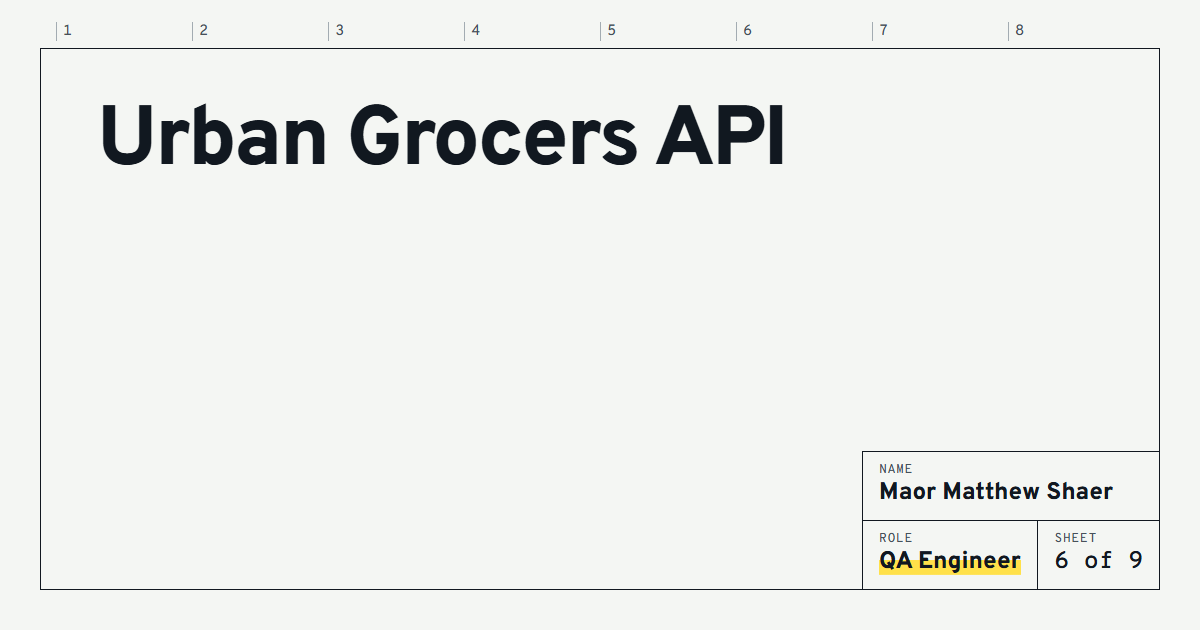 1 2 3 4 5 6 7 8
Urban Grocers API
NAME
Maor Matthew Shaer
ROLE
QA Engineer
SHEET
6 of 9